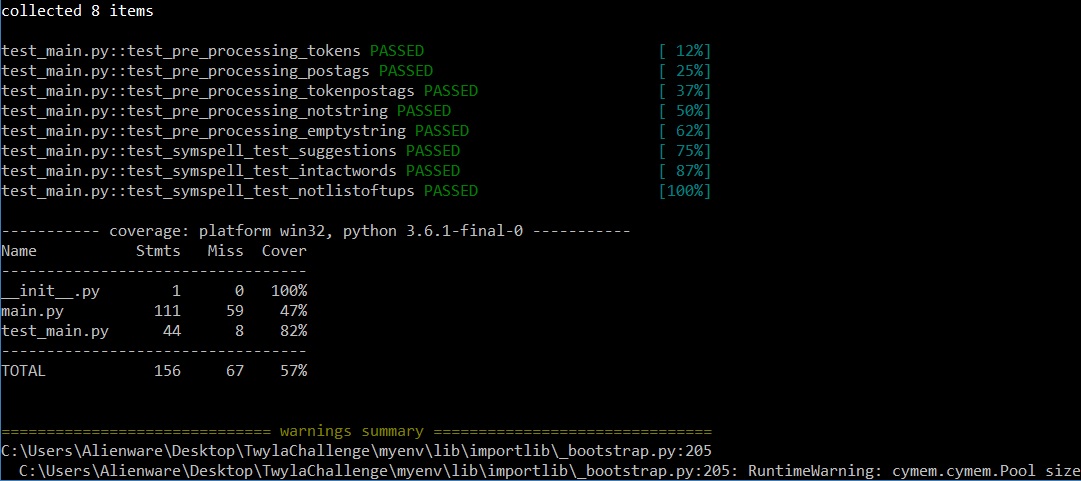 collected 8 items
test_main.py::test_pre_processing_tokens PASSED [ 12%]
test_main.py::test_pre_processing_postags PASSED [ 25%]
test_main.py::test_pre_processing_tokenpostags PASSED [ 37%]
test_main.py::test_pre_processing_notstring PASSED [ 50%]
test_main.py::test_pre_processing_emptystring PASSED [ 62%]
test_main.py::test_symspell_test_suggestions PASSED [ 75%]
test_main.py::test_symspell_test_intactwords PASSED [ 87%]
test_main.py::test_symspell_test_notlistoftups PASSED [100%]
----------- coverage: platform win32, python 3.6.1-final-0 -----------
Name Stmts Miss Cover
----------------------------------
__init__.py 1 0 100%
main.py 111 59 47%
test_main.py 44 8 82%
----------------------------------
TOTAL 156 67 57%
============================== warnings summary ===============================
C:\Users\Alienware\Desktop\TwylaChallenge\myenv\lib\importlib\_bootstrap.py:205
C:\Users\Alienware\Desktop\TwylaChallenge\myenv\lib\importlib\_bootstrap.py:205: RuntimeWarning: cymem.cymem.Pool size